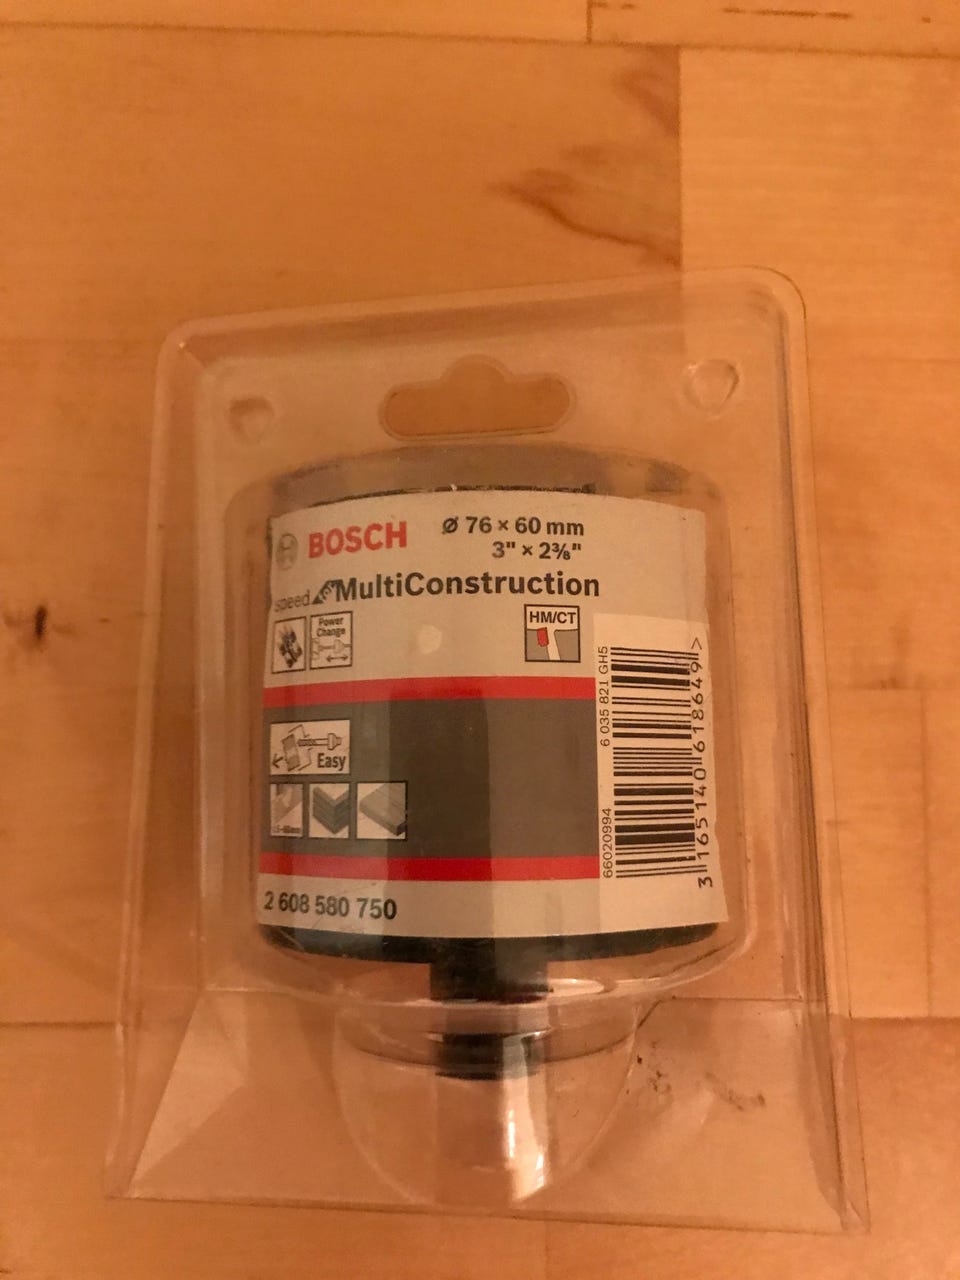 BOSCH
Ø 76 × 60 mm
3" × 2⅜"
speed for MultiConstruction
Power
Change
HM/CT
Easy
2 608 580 750
6 035 821 GH5
66020994
3 165140 618649 >